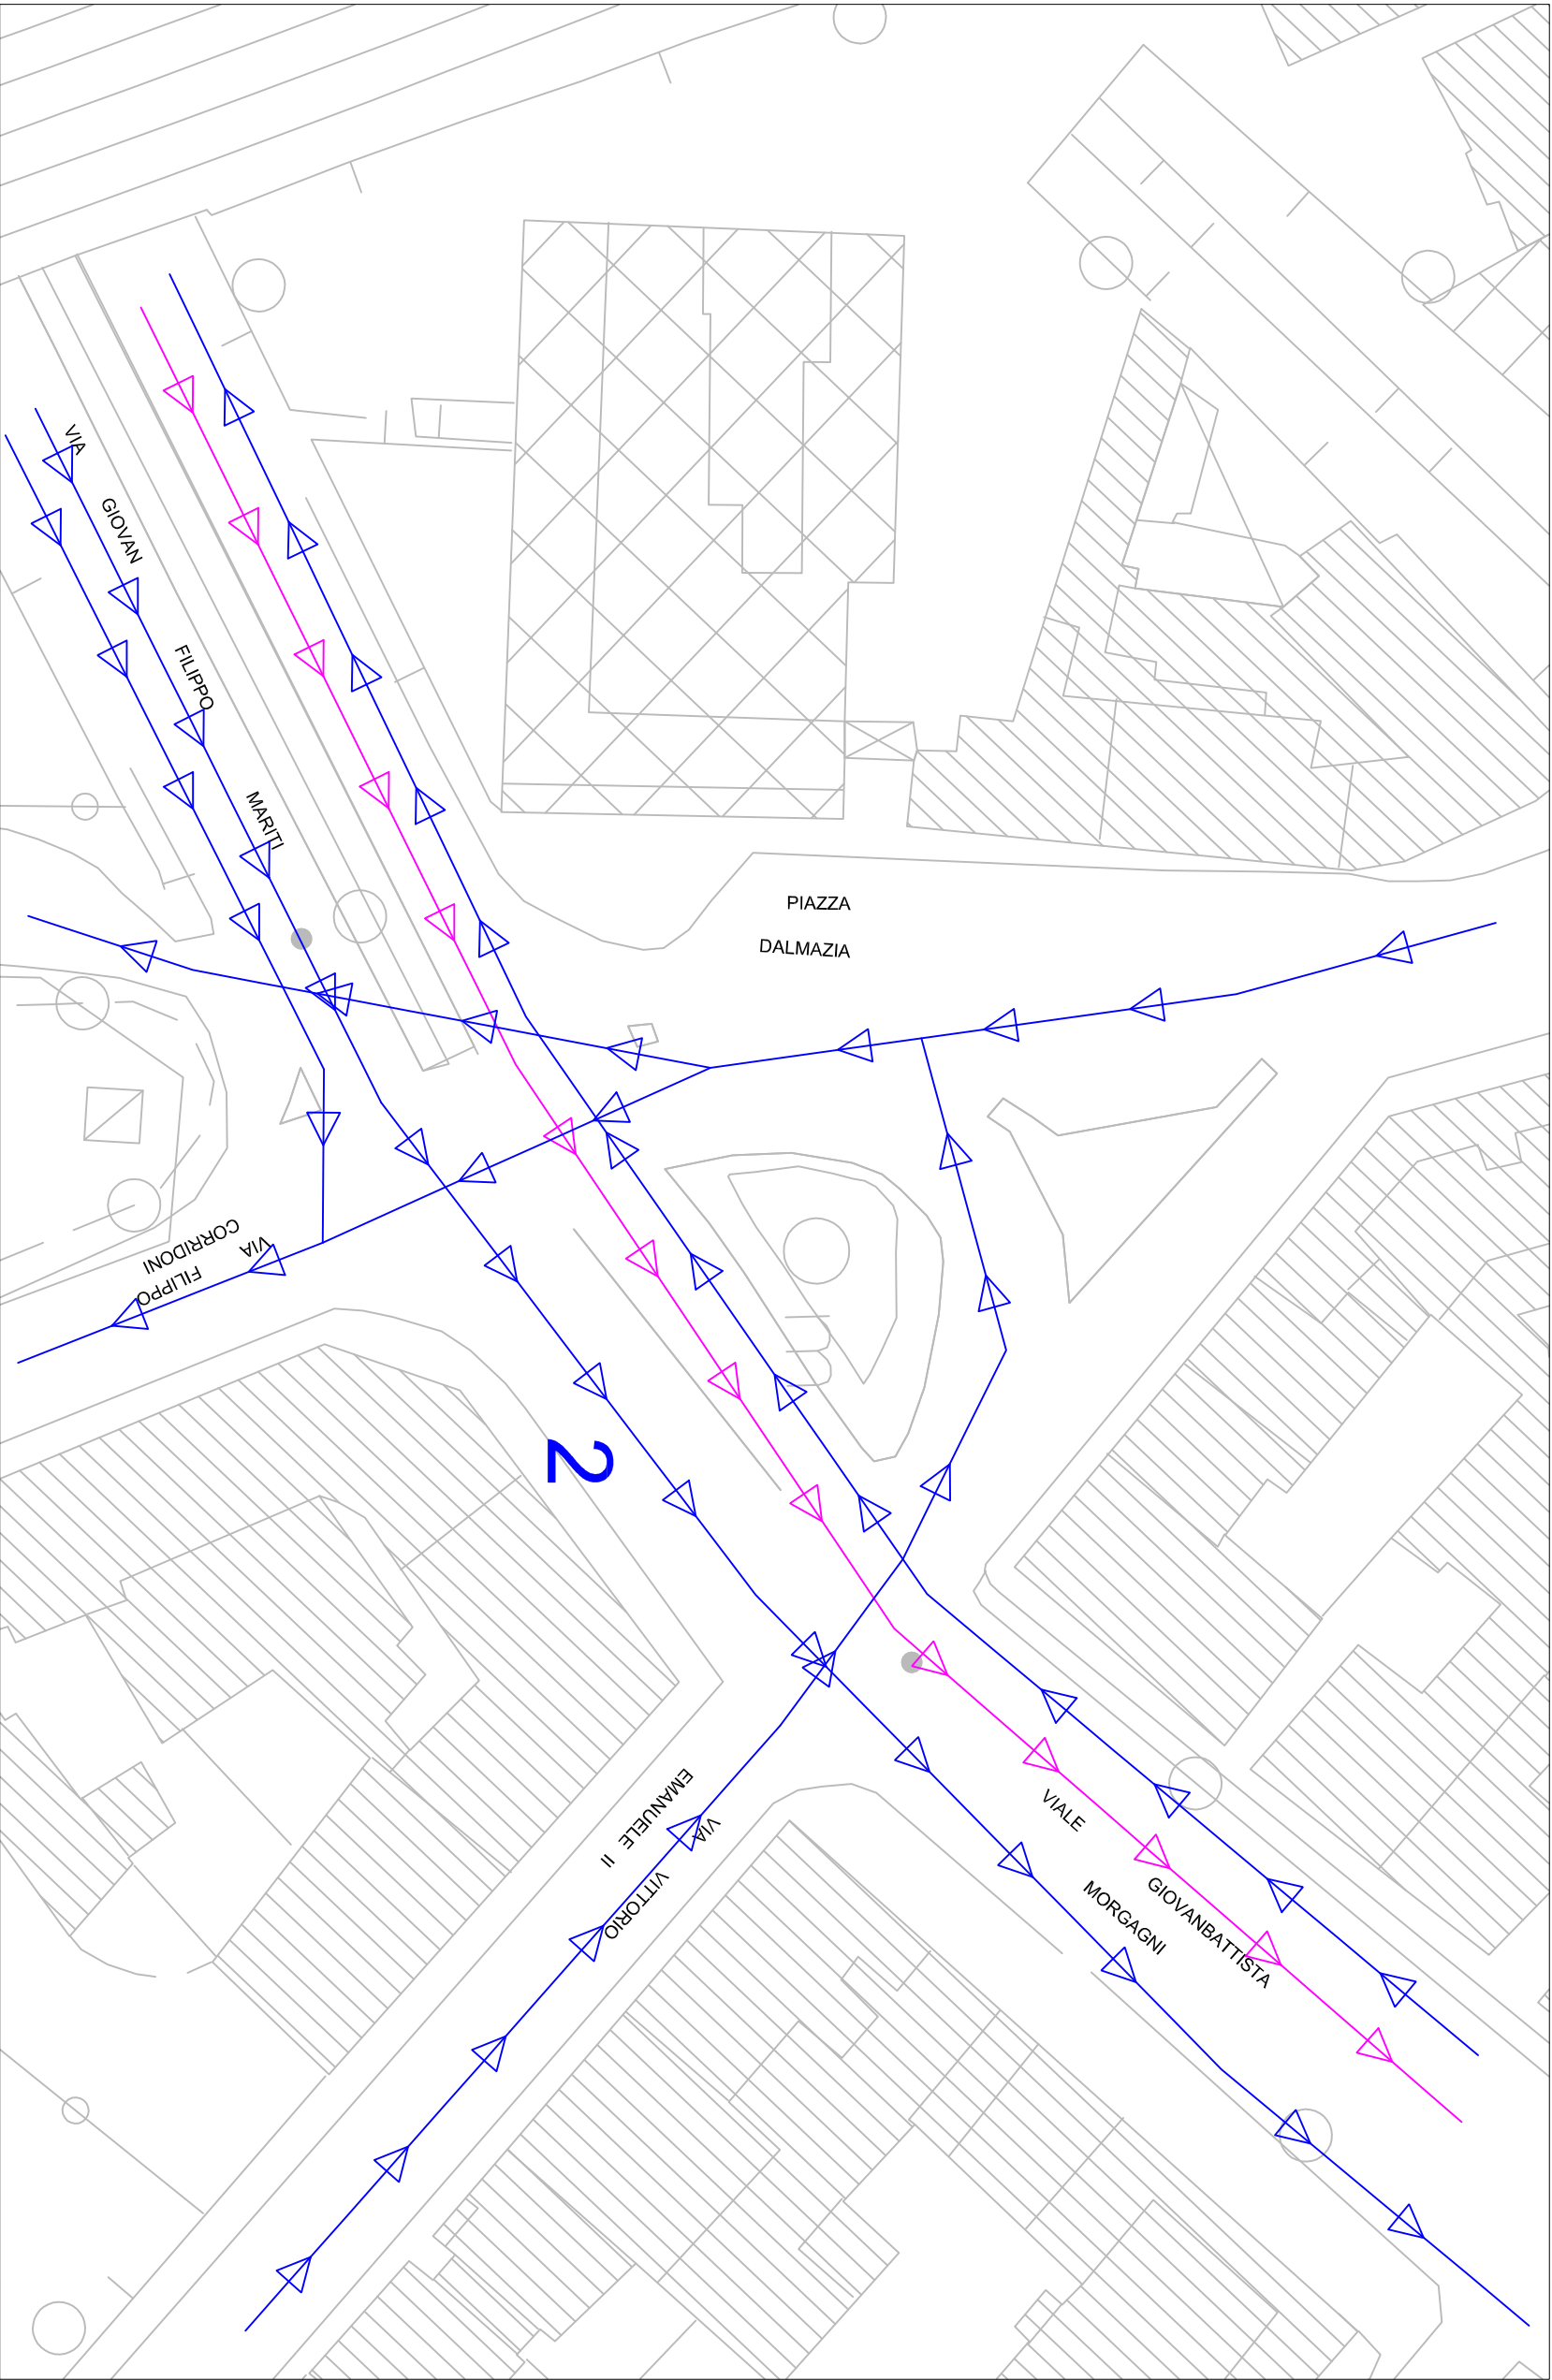 VIA
GIOVAN
FILIPPO
MARITI
PIAZZA
DALMAZIA
VIA
FILIPPO
CORRIDONI
2
VIA
VITTORIO
EMANUELE II
VIALE
GIOVANBATTISTA
MORGAGNI